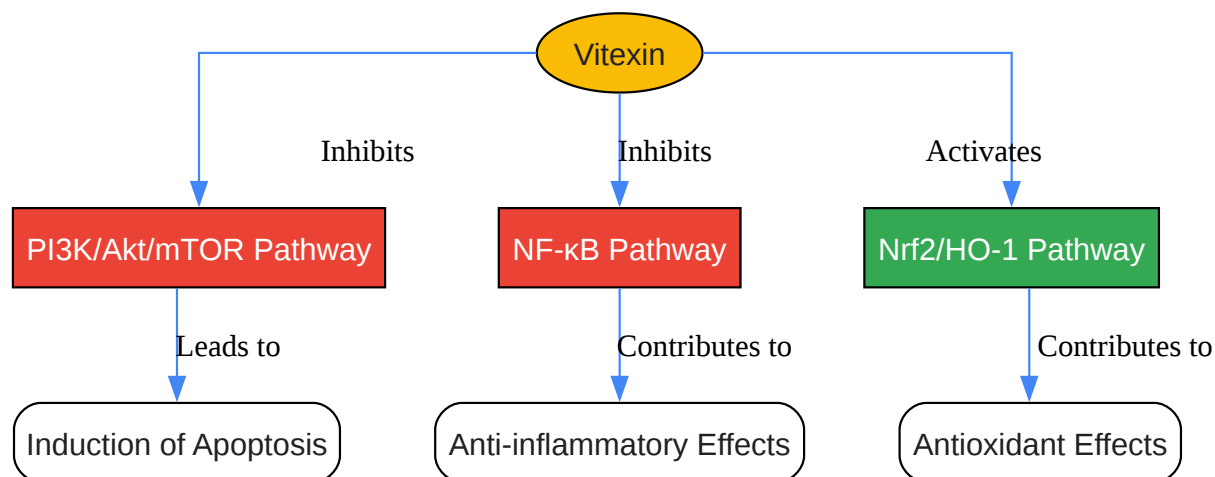 Vitexin
Inhibits
Inhibits
Activates
PI3K/Akt/mTOR Pathway
NF-κB Pathway
Nrf2/HO-1 Pathway
Leads to
Contributes to
Contributes to
Induction of Apoptosis
Anti-inflammatory Effects
Antioxidant Effects